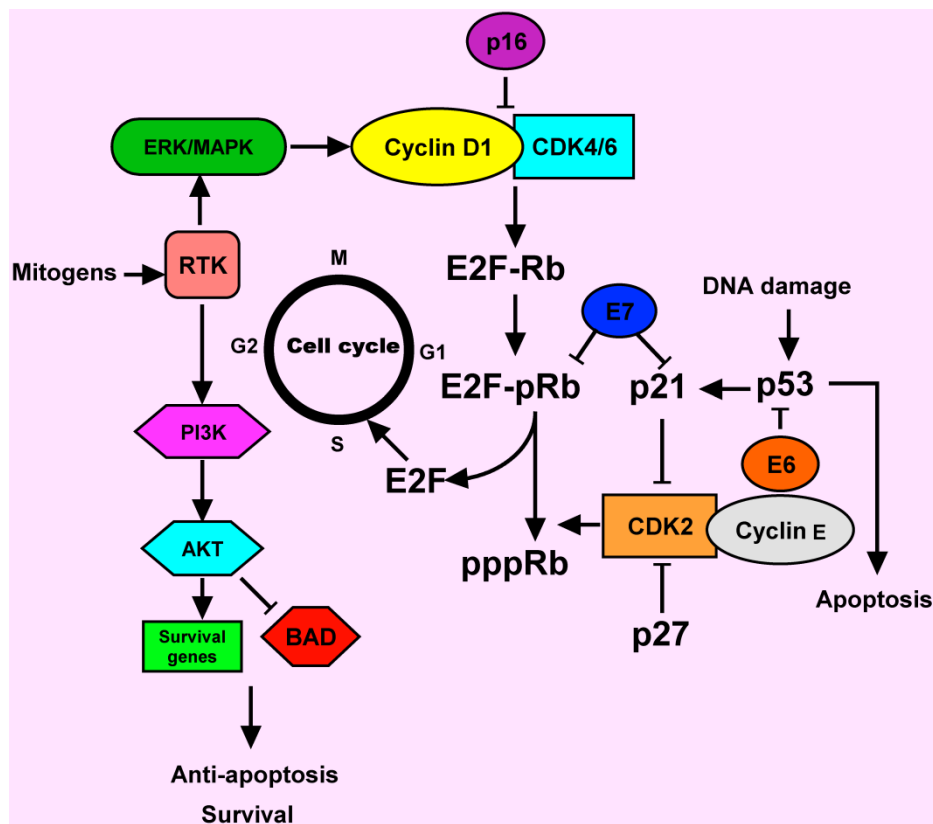 p16
ERK/MAPK
Cyclin D1
CDK4/6
Mitogens
RTK
E2F-Rb
M
DNA damage
E7
G2
Cell cycle
G1
E2F-pRb
p21
p53
PI3K
S
E2F
E6
CDK2
Cyclin E
AKT
pppRb
Apoptosis
Survival
genes
BAD
p27
Anti-apoptosis
Survival